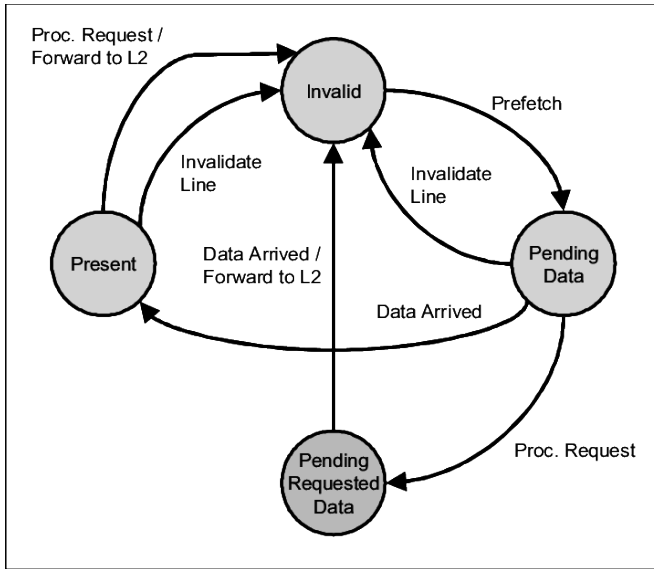 Proc. Request /
Forward to L2
Invalid
Prefetch
Invalidate
Line
Invalidate
Line
Present
Data Arrived /
Forward to L2
Pending
Data
Data Arrived
Proc. Request
Pending
Requested
Data